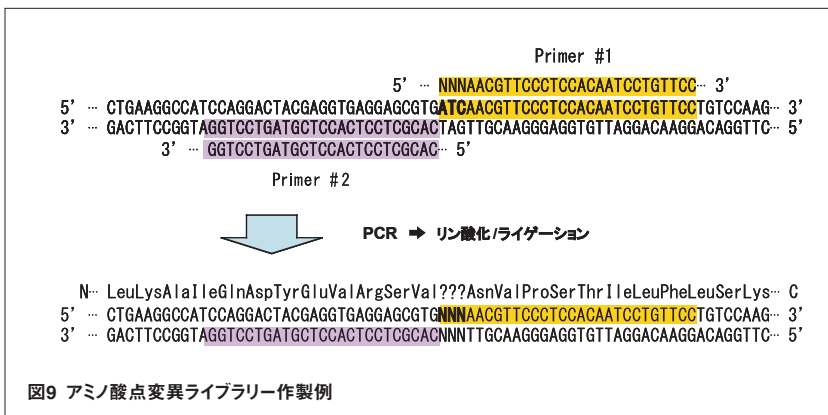 Primer #1
5’ … NNNAACGTTCCCTCCACAATCCTGTTCC… 3’
5’ … CTGAAGGCCATCCAGGACTACGAGGTGAGGAGCGTGATCAACGTTCCCTCCACAATCCTGTTCCTGTCCAAG… 3’
3’ … GACTTCCGGTAGGTCCTGATGCTCCACTCCTCGCACTAGTTGCAAGGGAGGTGTTAGGACAAGGACAGGTTC… 5’
3’ … GGTCCTGATGCTCCACTCCTCGCAC… 5’
Primer #2
PCR ➡ リン酸化/ライゲーション
N… LeuLysAlaIleGlnAspTyrGluValArgSerVal???AsnValProSerThrIleLeuPheLeuSerLys… C
5’ … CTGAAGGCCATCCAGGACTACGAGGTGAGGAGCGTGNNNAACGTTCCCTCCACAATCCTGTTCCTGTCCAAG… 3’
3’ … GACTTCCGGTAGGTCCTGATGCTCCACTCCTCGCACNNNTTGCAAGGGAGGTGTTAGGACAAGGACAGGTTC… 5’
図9 アミノ酸点変異ライブラリー作製例